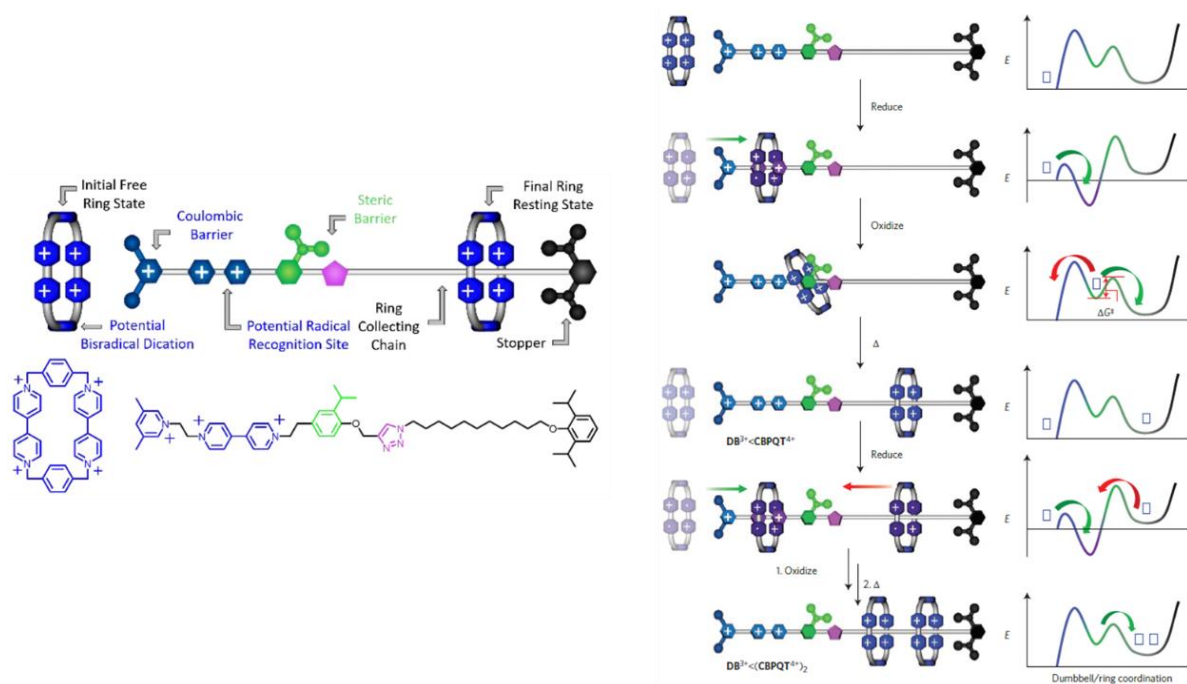 Initial Free
Ring State
Coulombic
Barrier
Steric
Barrier
Final Ring
Resting State
Potential
Bisradical Dication
Potential Radical
Recognition Site
Ring
Collecting
Chain
Stopper
+ + + +
+ + +
+ + + +
N N N N
+ + + +
N N N
+ + +
O
N
N
N
O
E
Reduce
E
Oxidize
E
ΔG‡
Δ
DB³⁺<CBPQT⁴⁺
E
Reduce
E
1. Oxidize
2. Δ
DB³⁺<(CBPQT⁴⁺)₂
E
Dumbbell/ring coordination